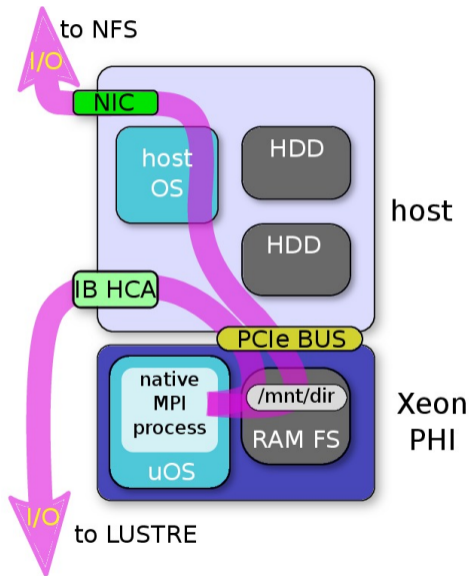 to NFS
I/O
NIC
host
OS
HDD
HDD
host
IB HCA
PCIe BUS
native
MPI
process
uOS
/mnt/dir
RAM FS
Xeon
PHI
I/O
to LUSTRE